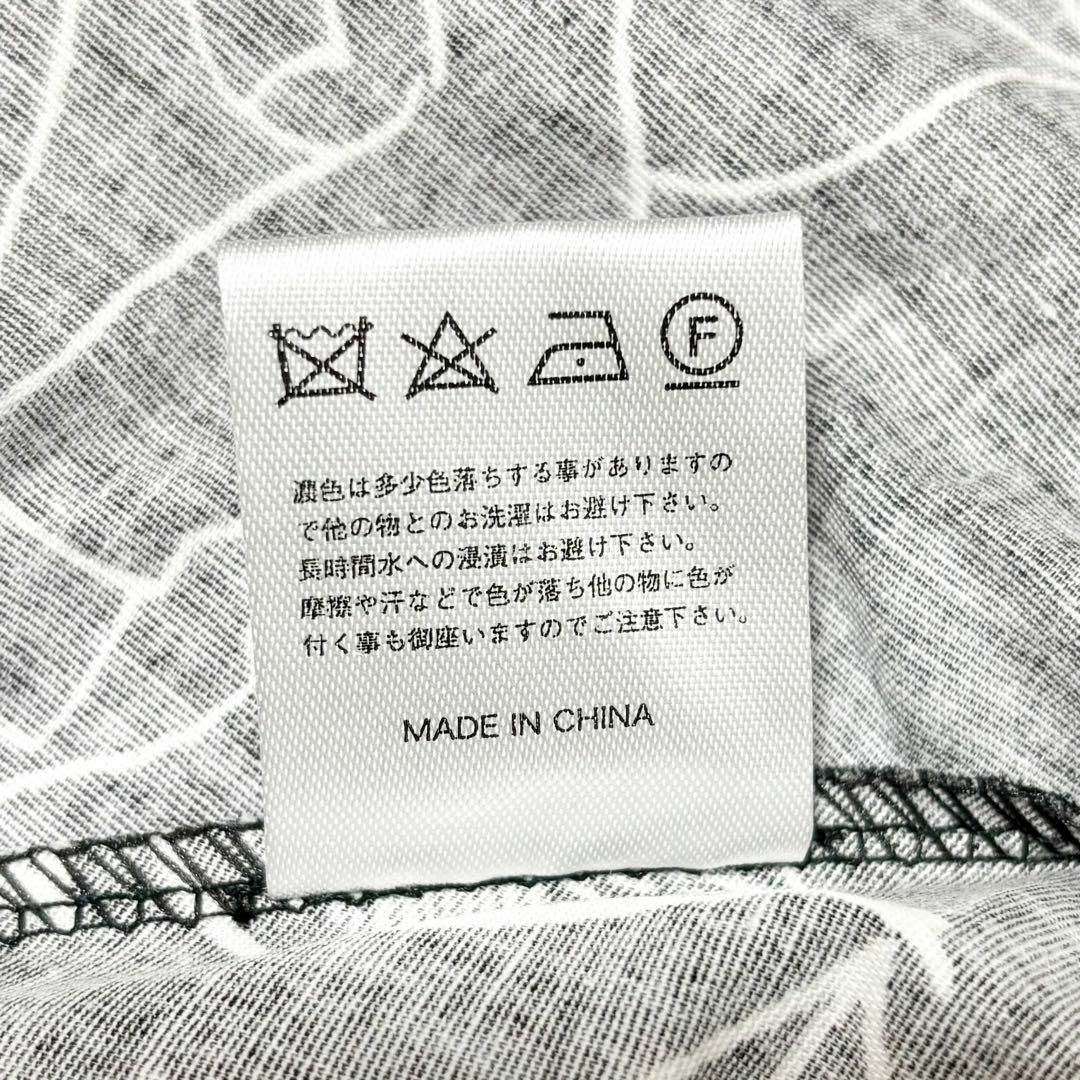 F
濃色は多少色落ちする事がありますの
で他の物とのお洗濯はお避け下さい。
長時間水への浸漬はお避け下さい。
摩擦や汗などで色が落ち他の物に色が
付く事も御座いますのでご注意下さい。
MADE IN CHINA